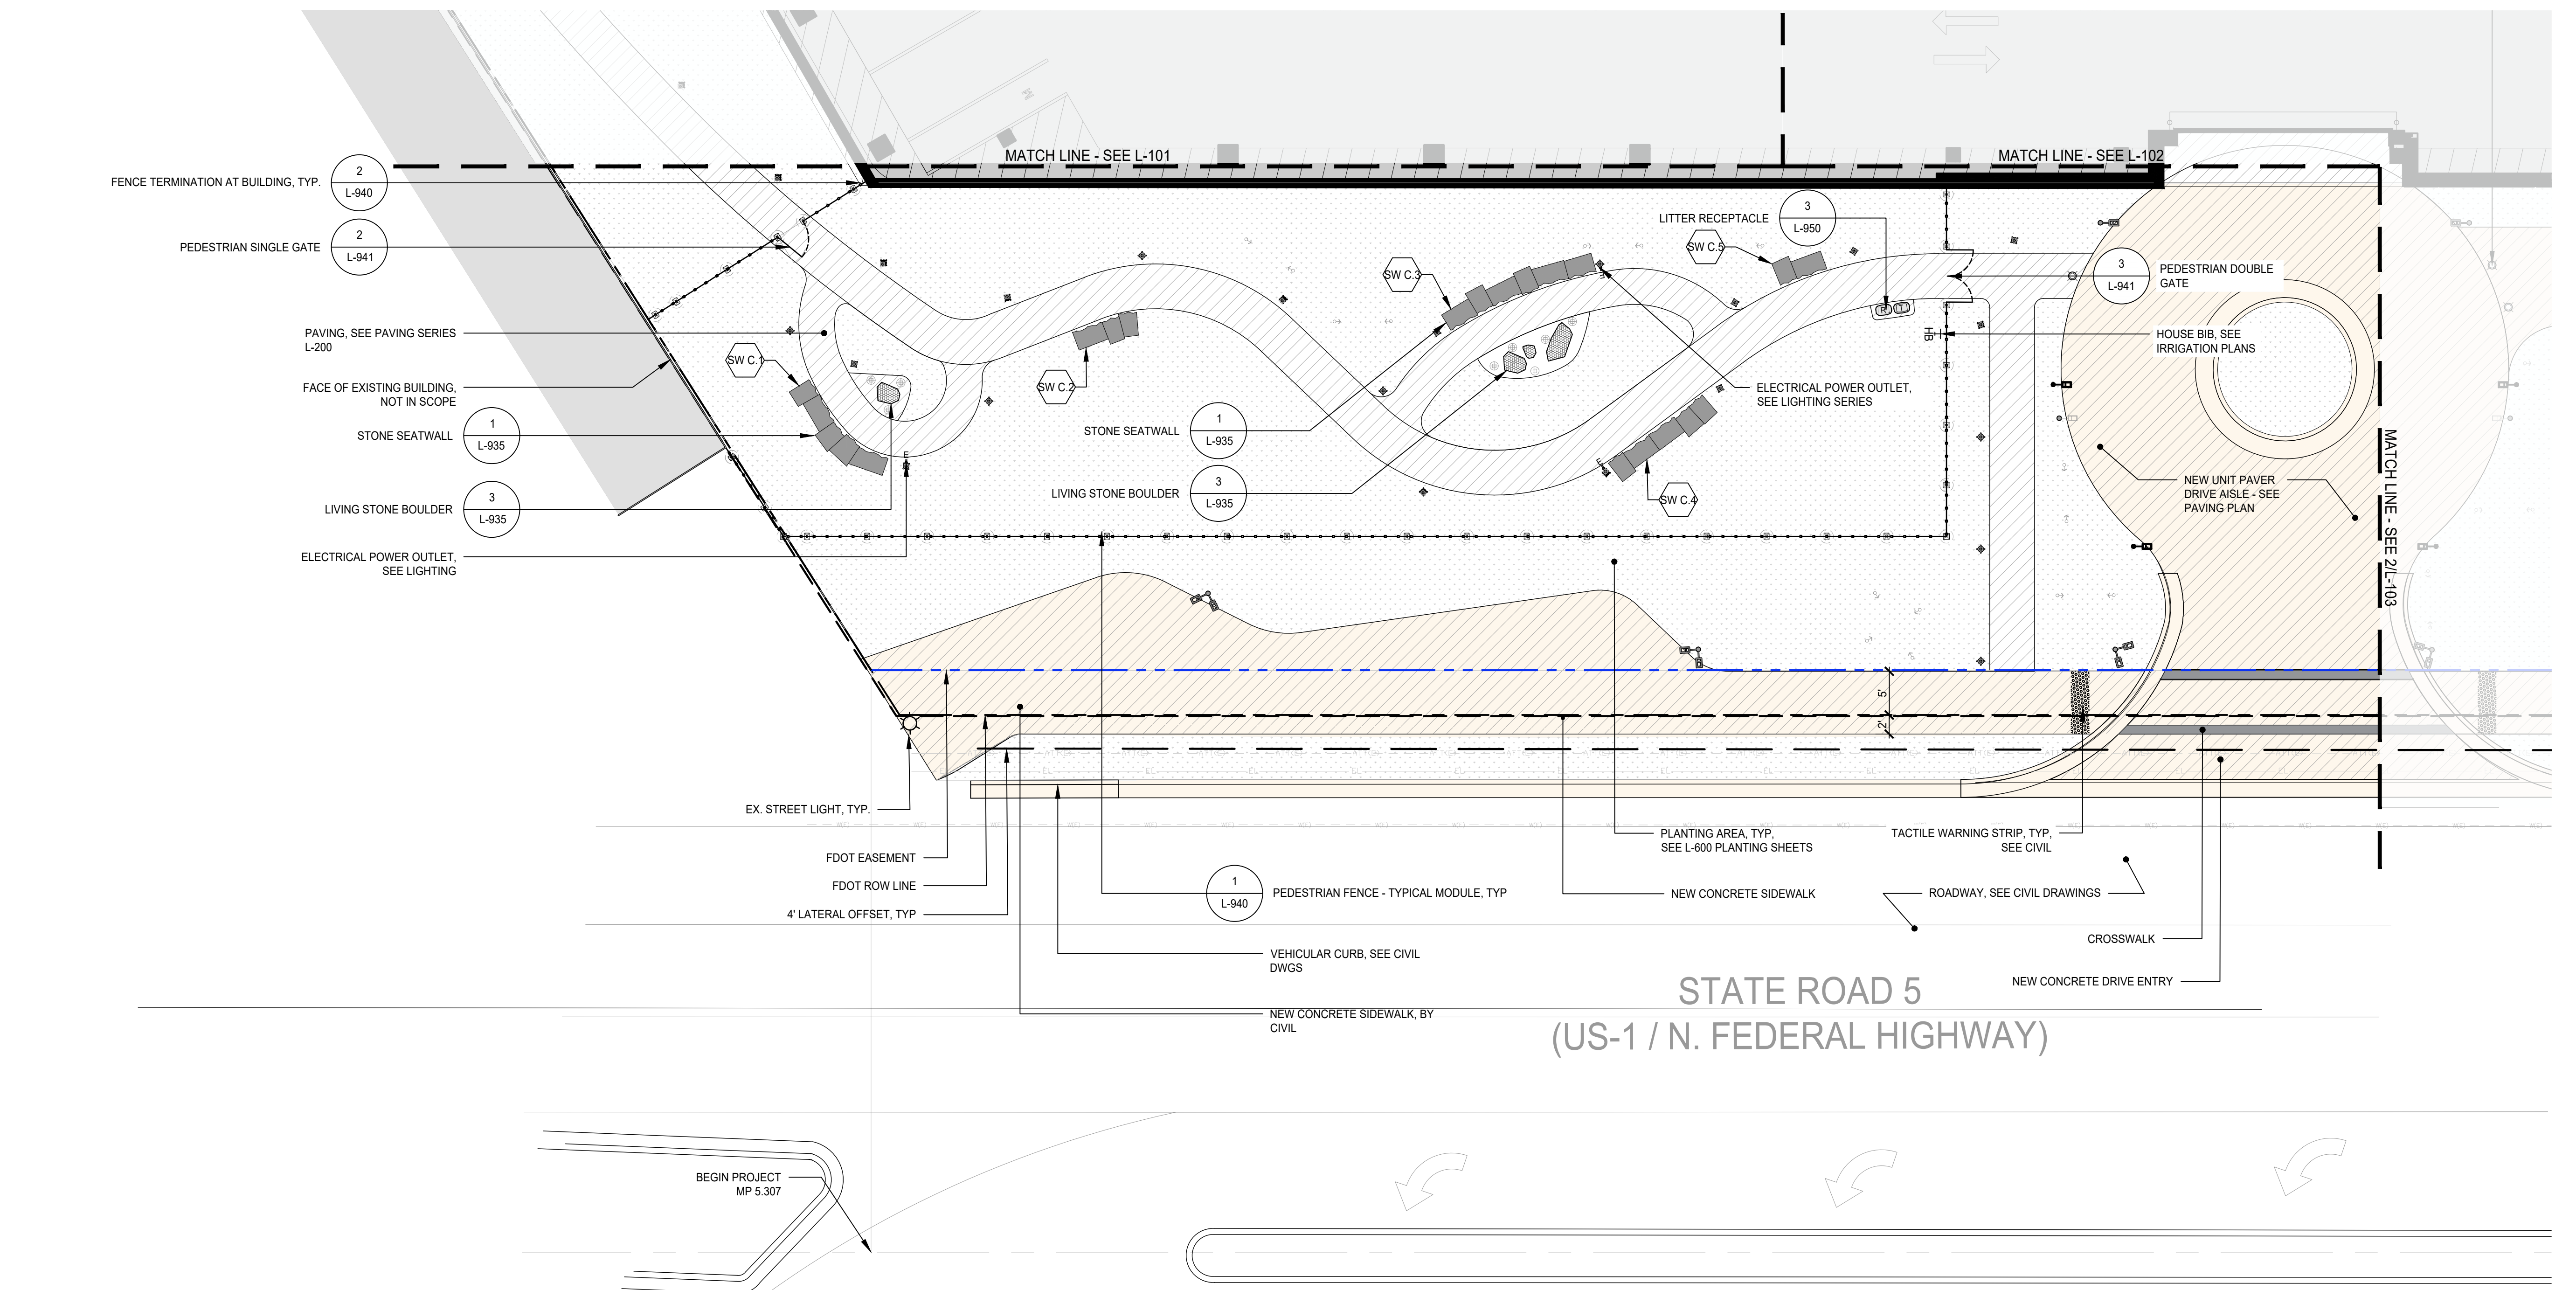 MATCH LINE - SEE L-101
MATCH LINE - SEE L-102
2
L-940
FENCE TERMINATION AT BUILDING, TYP.
2
L-941
PEDESTRIAN SINGLE GATE
PAVING, SEE PAVING SERIES
L-200
FACE OF EXISTING BUILDING,
NOT IN SCOPE
1
L-935
STONE SEATWALL
3
L-935
LIVING STONE BOULDER
ELECTRICAL POWER OUTLET,
SEE LIGHTING
SW C.1
SW C.2
SW C.3
SW C.4
SW C.5
E
E
E
1
L-935
STONE SEATWALL
3
L-935
LIVING STONE BOULDER
LITTER RECEPTACLE
3
L-950
R
T
3
L-941
PEDESTRIAN DOUBLE
GATE
HB
HOUSE BIB, SEE
IRRIGATION PLANS
ELECTRICAL POWER OUTLET,
SEE LIGHTING SERIES
NEW UNIT PAVER
DRIVE AISLE - SEE
PAVING PLAN
MATCH LINE - SEE 2/L-103
5'
2'
EX. STREET LIGHT, TYP.
FDOT EASEMENT
FDOT ROW LINE
4' LATERAL OFFSET, TYP
1
L-940
PEDESTRIAN FENCE - TYPICAL MODULE, TYP
VEHICULAR CURB, SEE CIVIL
DWGS
NEW CONCRETE SIDEWALK, BY
CIVIL
PLANTING AREA, TYP,
SEE L-600 PLANTING SHEETS
NEW CONCRETE SIDEWALK
TACTILE WARNING STRIP, TYP,
SEE CIVIL
ROADWAY, SEE CIVIL DRAWINGS
CROSSWALK
NEW CONCRETE DRIVE ENTRY
STATE ROAD 5
(US-1 / N. FEDERAL HIGHWAY)
BEGIN PROJECT
MP 5.307